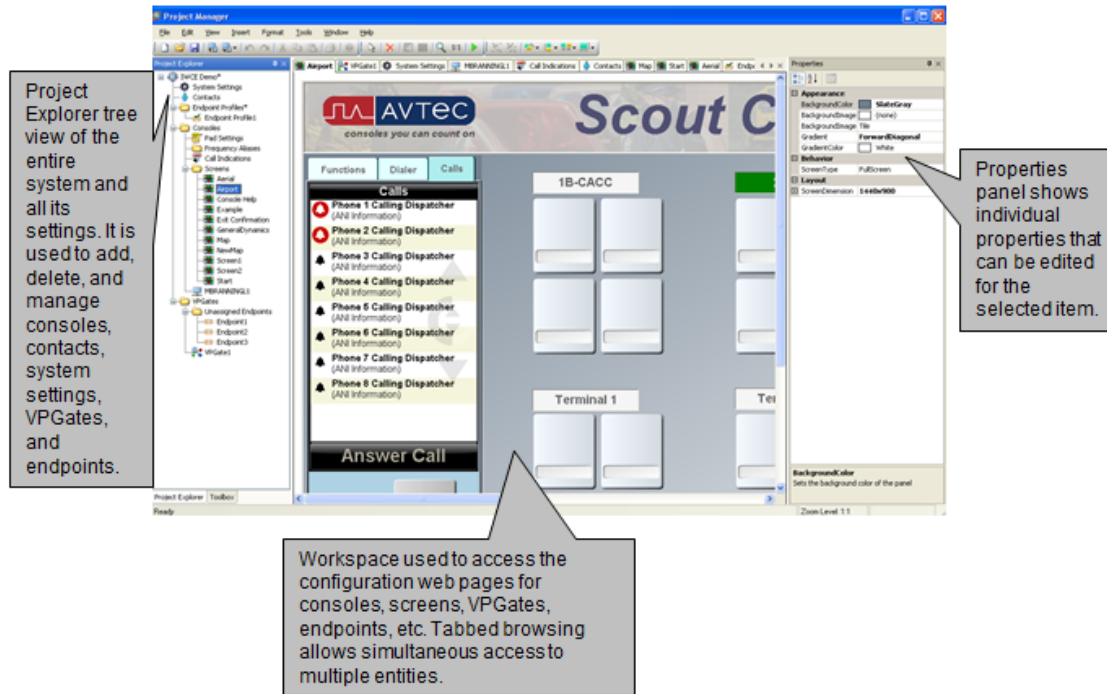 Project Manager
File Edit View Insert Format Tools Window Help
Project Explorer
Airport VPGate1 System Settings MBRANNINGL1 Call Indications Contacts Map Start Aerial Endpo
Properties
IWCE Demo*
System Settings
Contacts
Endpoint Profiles*
Endpoint Profile1
Consoles
Pad Settings
Frequency Aliases
Call Indications
Screens
Aerial
Airport
Console Help
Example
Exit Confirmation
GeneralDynamics
Map
NewMap
Screen1
Screen2
Start
MBRANNINGL1
VPGates
Unassigned Endpoints
Endpoint1
Endpoint2
Endpoint3
VPGate1
Project Explorer Toolbox
Ready
AVTEC
consoles you can count on
Scout C
Functions Dialer Calls
Calls
Phone 1 Calling Dispatcher
(ANI Information)
Phone 2 Calling Dispatcher
(ANI Information)
Phone 3 Calling Dispatcher
(ANI Information)
Phone 4 Calling Dispatcher
(ANI Information)
Phone 5 Calling Dispatcher
(ANI Information)
Phone 6 Calling Dispatcher
(ANI Information)
Phone 7 Calling Dispatcher
(ANI Information)
Phone 8 Calling Dispatcher
(ANI Information)
Answer Call
1B-CACC
Terminal 1
Te
Appearance
BackgroundColor SlateGray
BackgroundImage (none)
BackgroundImage Tile
Gradient ForwardDiagonal
GradientColor White
Behavior
ScreenType FullScreen
Layout
ScreenDimension 1440x900
BackgroundColor
Sets the background color of the panel
Zoom Level 1:1
Project
Explorer tree
view of the
entire
system and
all its
settings. It is
used to add,
delete, and
manage
consoles,
contacts,
system
settings,
VPGates,
and
endpoints.
Properties
panel shows
individual
properties that
can be edited
for the
selected item.
Workspace used to access the
configuration web pages for
consoles, screens, VPGates,
endpoints, etc. Tabbed browsing
allows simultaneous access to
multiple entities.